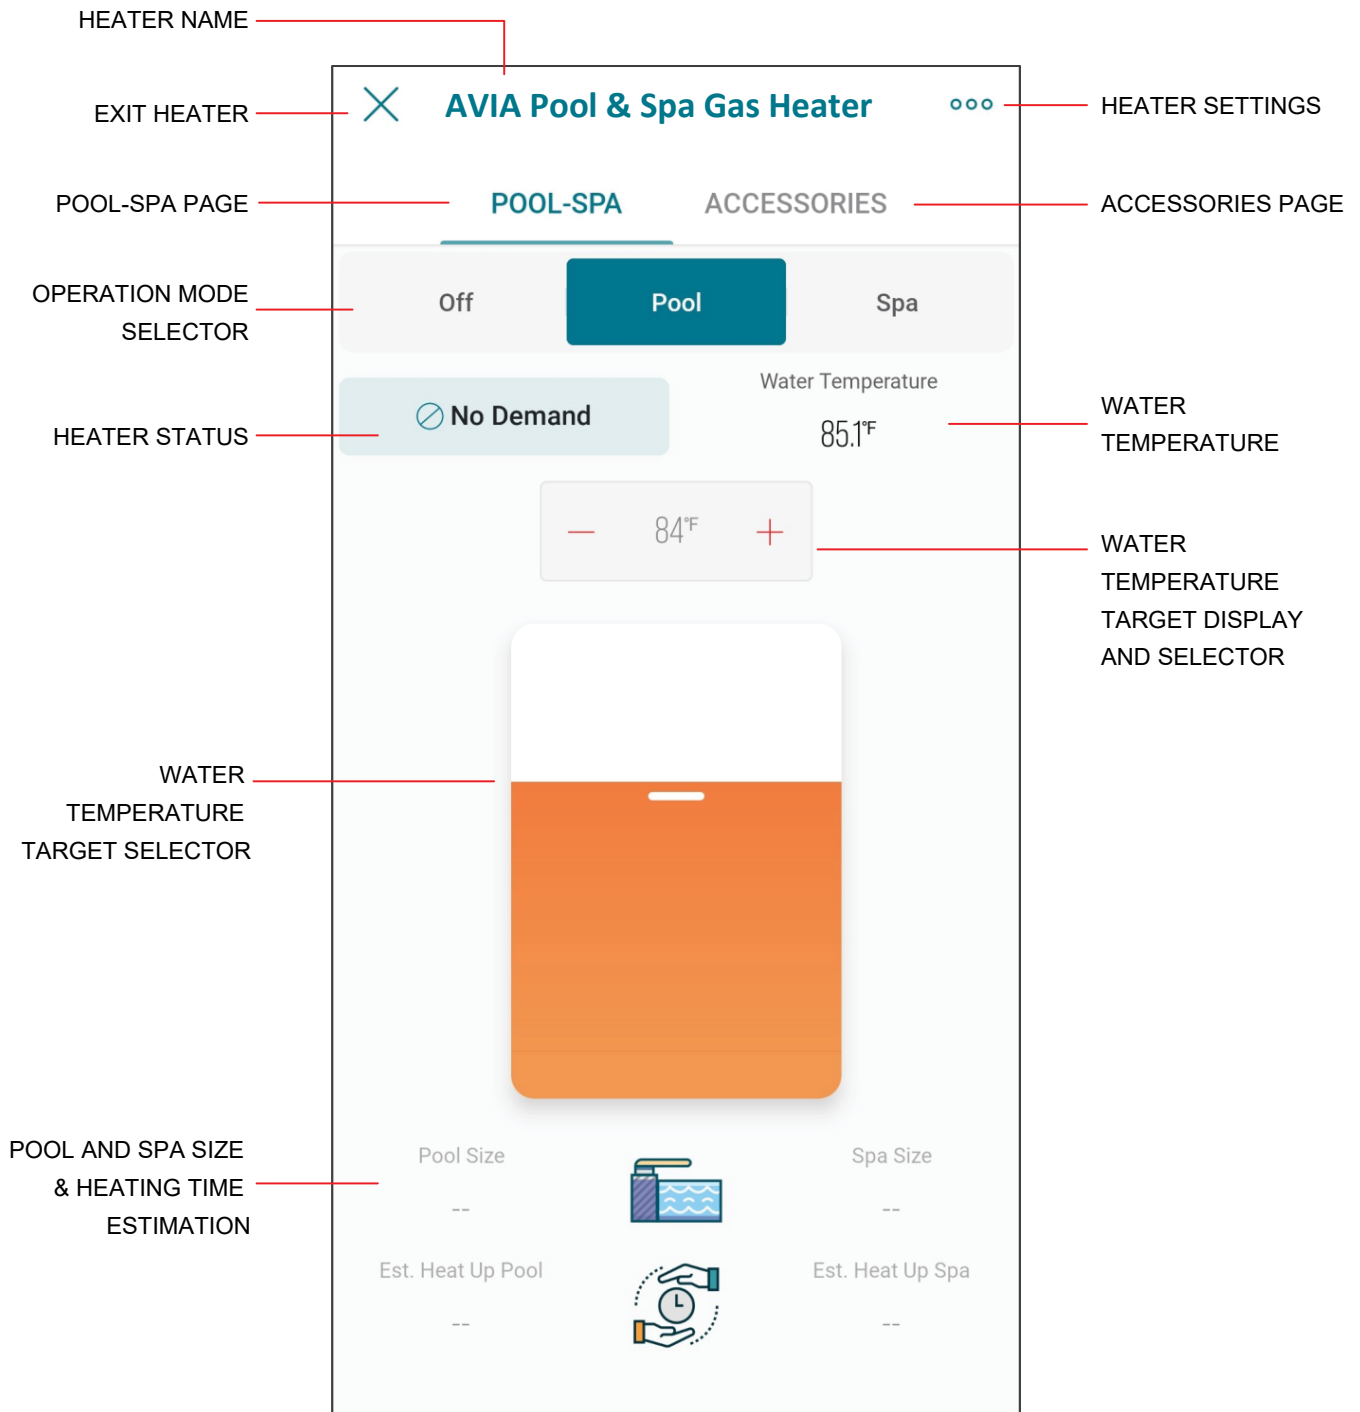 HEATER NAME
EXIT HEATER
AVIA Pool & Spa Gas Heater
HEATER SETTINGS
POOL-SPA PAGE
POOL-SPA
ACCESSORIES
ACCESSORIES PAGE
OPERATION MODE
SELECTOR
Off
Pool
Spa
HEATER STATUS
No Demand
Water Temperature
85.1°F
WATER
TEMPERATURE
— 84°F +
WATER
TEMPERATURE
TARGET DISPLAY
AND SELECTOR
WATER
TEMPERATURE
TARGET SELECTOR
POOL AND SPA SIZE
& HEATING TIME
ESTIMATION
Pool Size
--
Spa Size
--
Est. Heat Up Pool
--
Est. Heat Up Spa
--